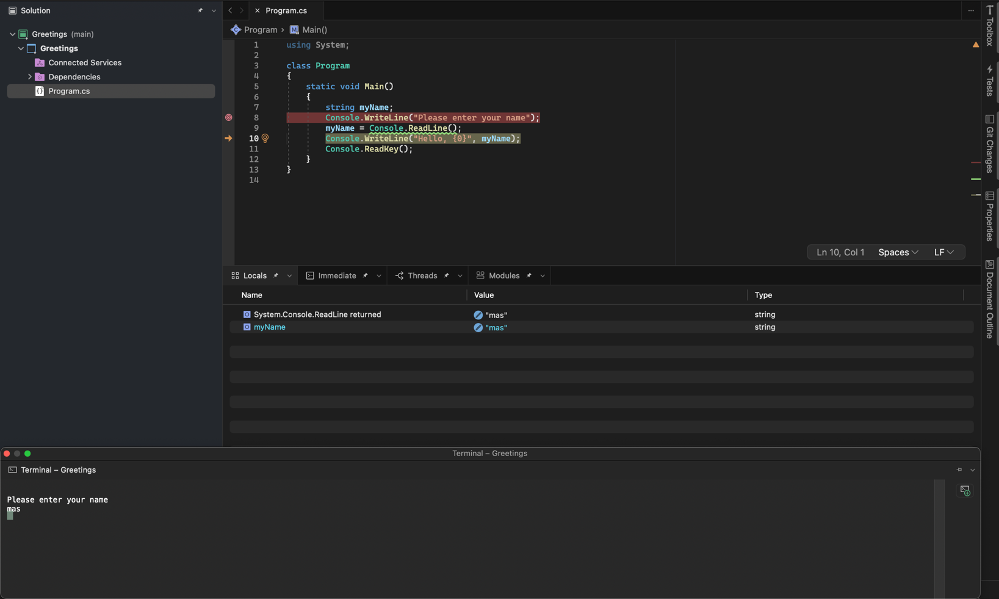 Solution
Greetings (main)
Greetings
Connected Services
Dependencies
Program.cs
Program.cs
Program › Main()
1 using System;
2
3 class Program
4 {
5 static void Main()
6 {
7 string myName;
8 Console.WriteLine("Please enter your name");
9 myName = Console.ReadLine();
10 Console.WriteLine("Hello, {0}", myName);
11 Console.ReadKey();
12 }
13 }
14
Ln 10, Col 1 Spaces LF
Toolbox
Tests
Git Changes
Properties
Document Outline
Locals Immediate Threads Modules
Name Value Type
System.Console.ReadLine returned "mas" string
myName "mas" string
Terminal – Greetings
Terminal – Greetings
Please enter your name
mas